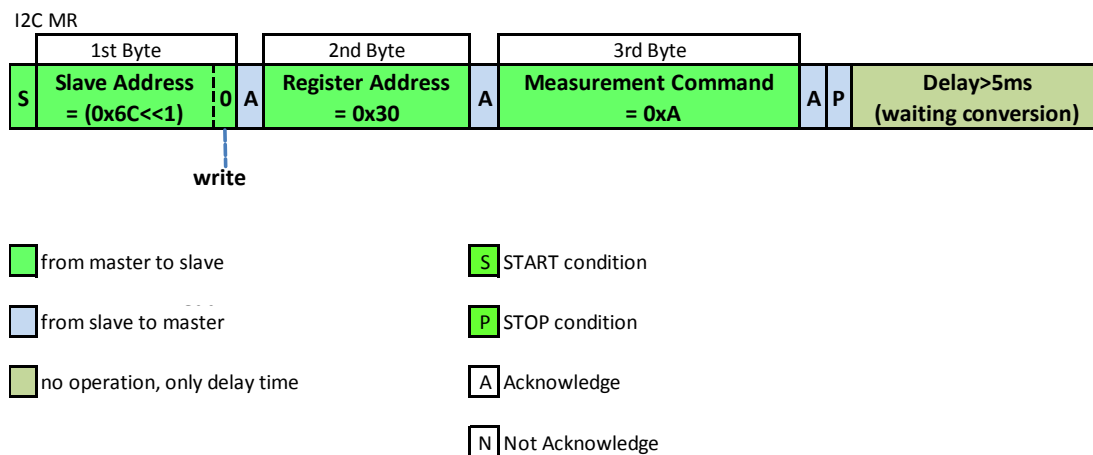 I2C MR
1st Byte 2nd Byte 3rd Byte
S Slave Address = (0x6C<<1) 0 A Register Address = 0x30 A Measurement Command = 0xA A P Delay>5ms (waiting conversion)
write
from master to slave S START condition
from slave to master P STOP condition
no operation, only delay time A Acknowledge
N Not Acknowledge